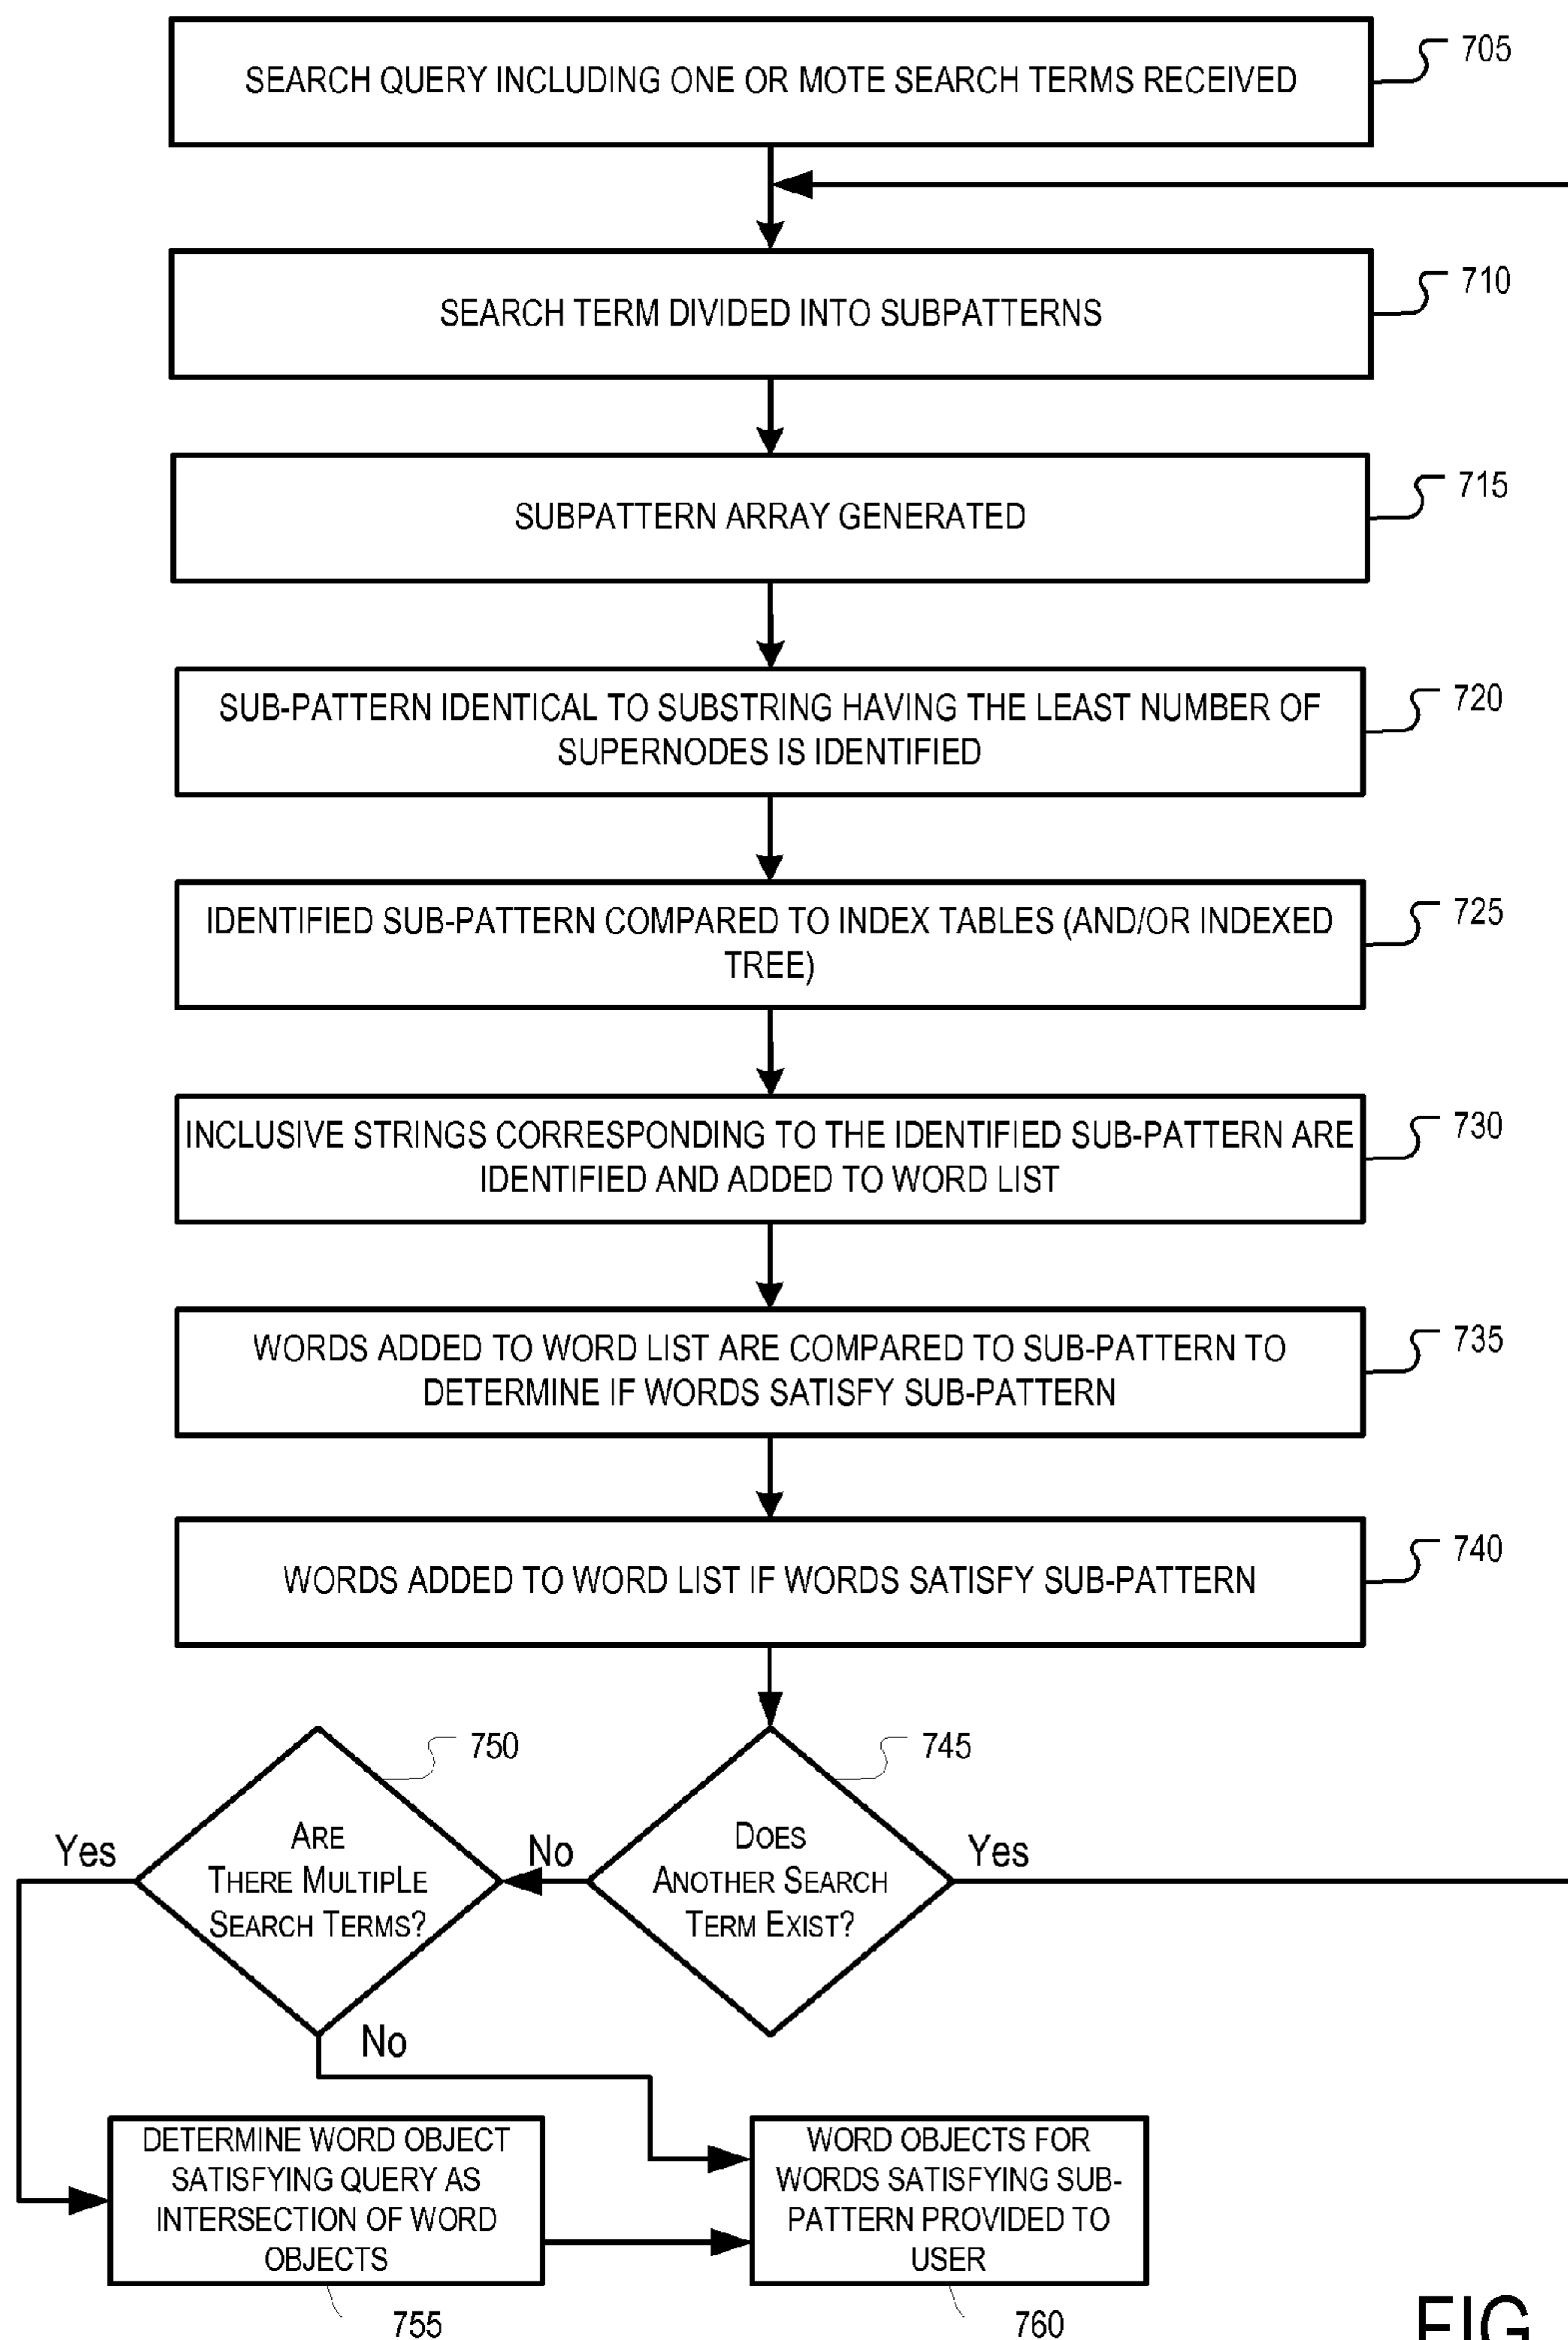 SEARCH QUERY INCLUDING ONE OR MOTE SEARCH TERMS RECEIVED
705
SEARCH TERM DIVIDED INTO SUBPATTERNS
710
SUBPATTERN ARRAY GENERATED
715
SUB-PATTERN IDENTICAL TO SUBSTRING HAVING THE LEAST NUMBER OF
SUPERNODES IS IDENTIFIED
720
IDENTIFIED SUB-PATTERN COMPARED TO INDEX TABLES (AND/OR INDEXED
TREE)
725
INCLUSIVE STRINGS CORRESPONDING TO THE IDENTIFIED SUB-PATTERN ARE
IDENTIFIED AND ADDED TO WORD LIST
730
WORDS ADDED TO WORD LIST ARE COMPARED TO SUB-PATTERN TO
DETERMINE IF WORDS SATISFY SUB-PATTERN
735
WORDS ADDED TO WORD LIST IF WORDS SATISFY SUB-PATTERN
740
750
745
Yes
ARE
THERE MULTIPLE
SEARCH TERMS?
No
DOES
ANOTHER SEARCH
TERM EXIST?
Yes
No
DETERMINE WORD OBJECT
SATISFYING QUERY AS
INTERSECTION OF WORD
OBJECTS
755
WORD OBJECTS FOR
WORDS SATISFYING SUB-
PATTERN PROVIDED TO
USER
760
FIG